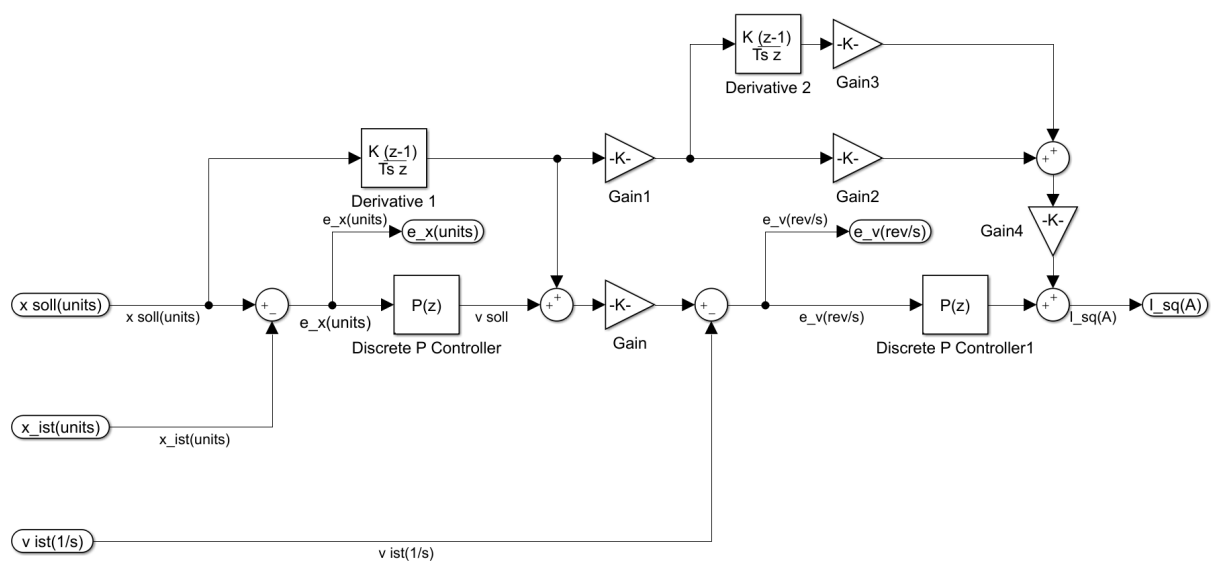 K (z-1)
Ts z
Derivative 2
-K-
Gain3
K (z-1)
Ts z
Derivative 1
-K-
Gain1
-K-
Gain2
+
+
-K-
Gain4
e_x(units)
e_x(units)
e_v(rev/s)
e_v(rev/s)
x soll(units)
x soll(units)
+
−
e_x(units)
P(z)
Discrete P Controller
v soll
+
+
-K-
Gain
+
−
e_v(rev/s)
P(z)
Discrete P Controller1
+
+
I_sq(A)
I_sq(A)
x_ist(units)
x_ist(units)
v ist(1/s)
v ist(1/s)